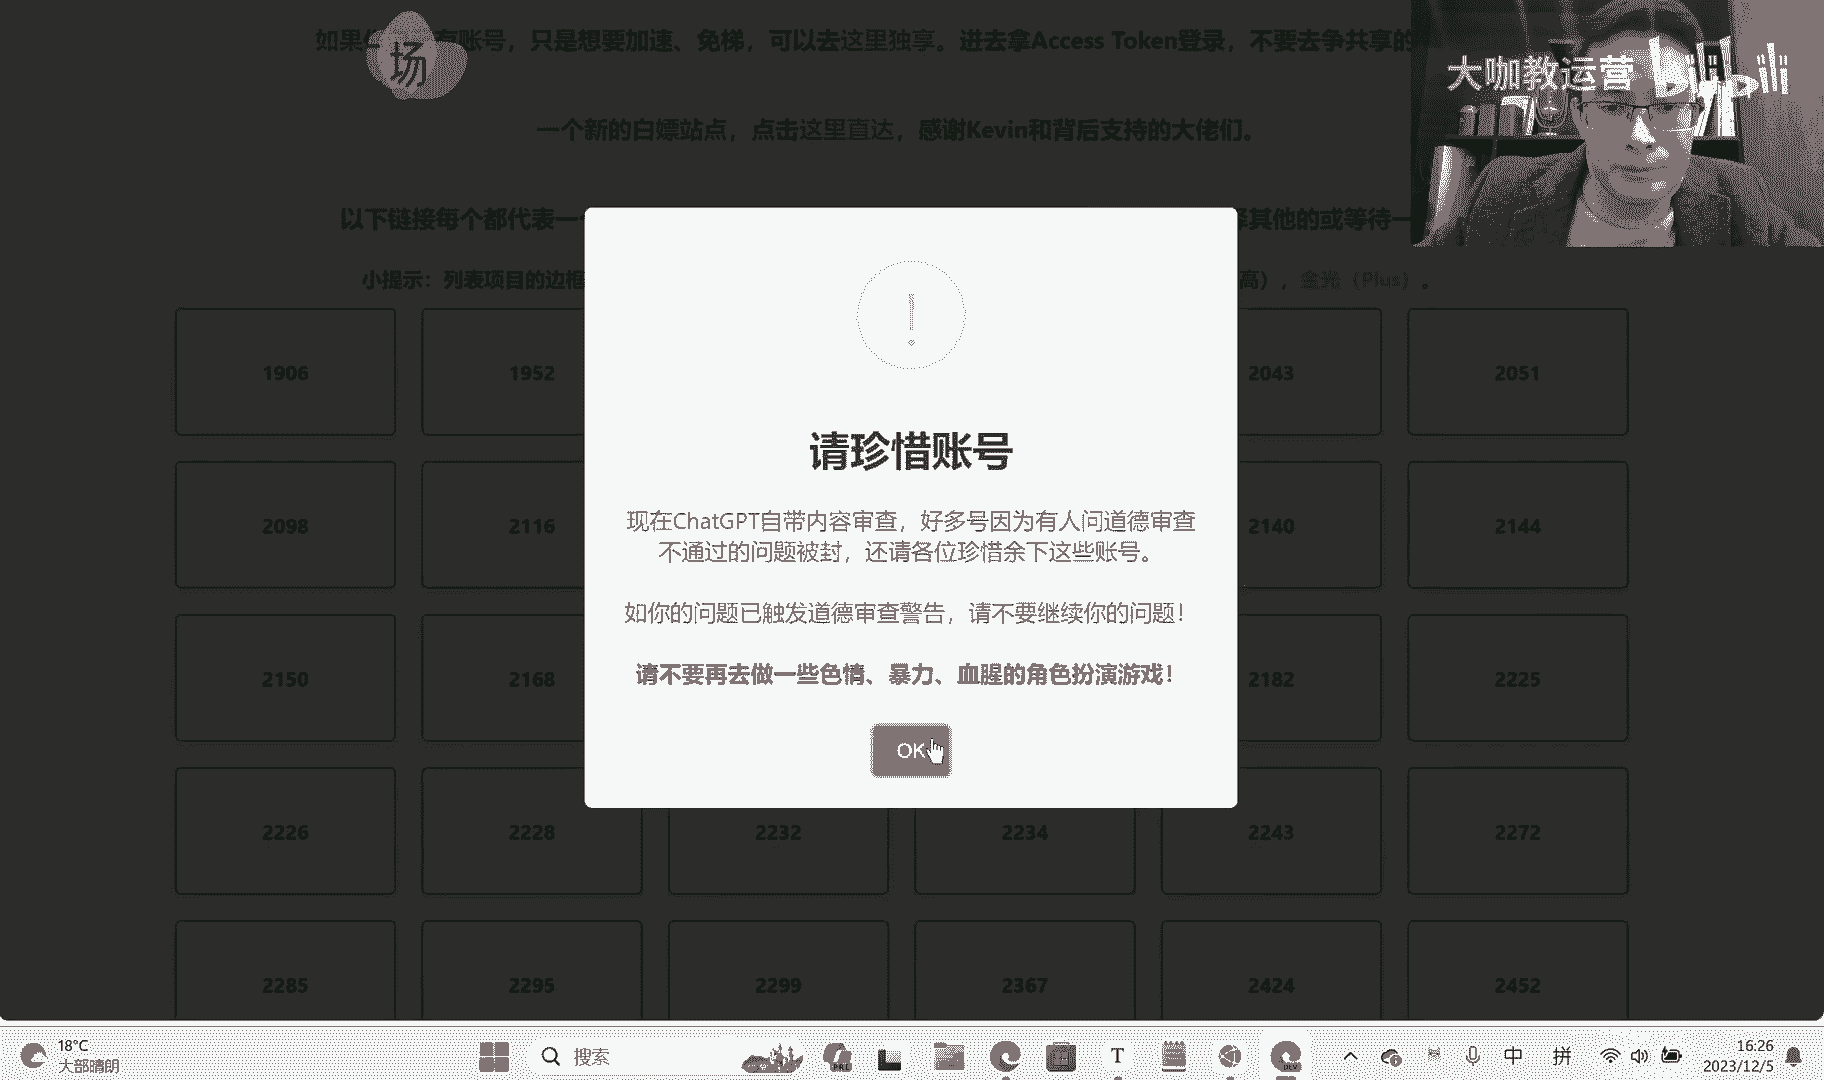 如果
有账号，只是想要加速、免梯，可以去这里独享。进去拿Access Token登录，不要去争共享的
场
大咖教运营 bilibili
一个新的白嫖站点，点击这里直达，感谢Kevin和背后支持的大佬们。
以下链接每个都代表一
其他的或等待一
小提示：列表项目的边框
高），金光（Plus）。
请珍惜账号
现在ChatGPT自带内容审查，好多号因为有人问道德审查
不通过的问题被封，还请各位珍惜余下这些账号。
如你的问题已触发道德审查警告，请不要继续你的问题！
请不要再去做一些色情、暴力、血腥的角色扮演游戏！
OK
1906 1952 2043 2051
2098 2116 2140 2144
2150 2168 2182 2225
2226 2228 2232 2234 2243 2272
2285 2295 2299 2367 2424 2452
18°C
大部晴朗
搜索
中 拼
16:26
2023/12/5